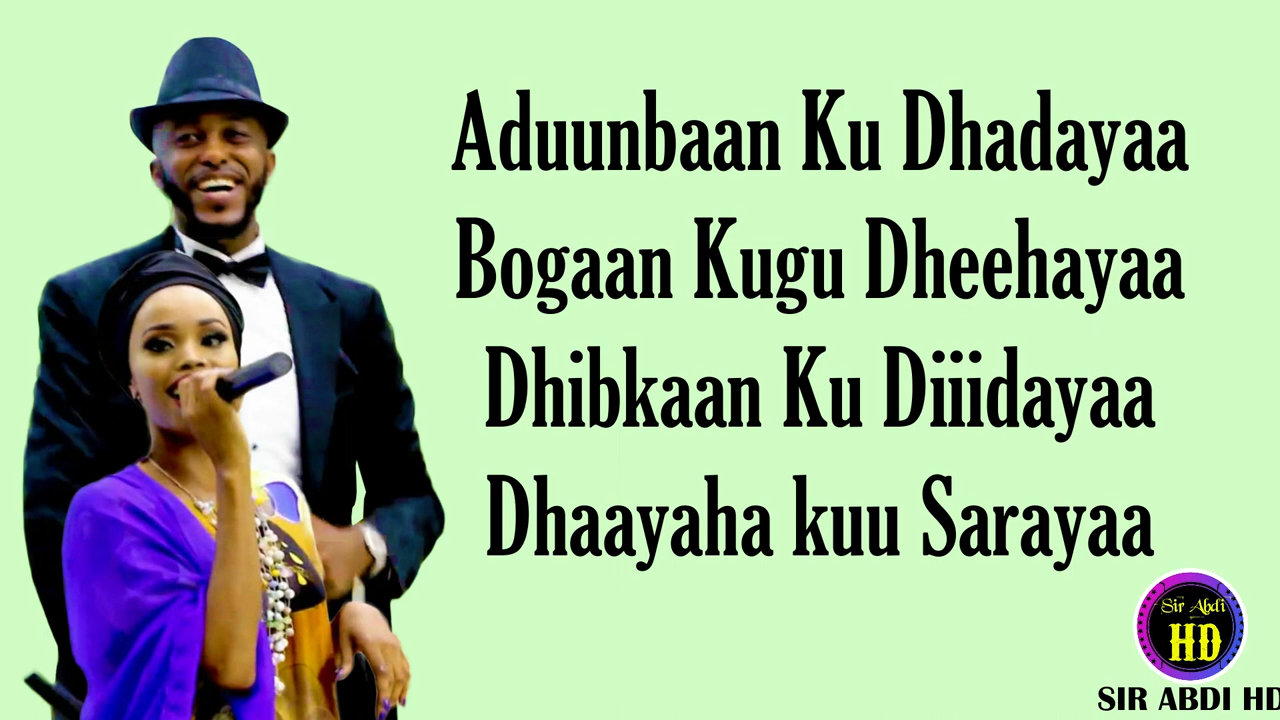 Aduunbaan Ku Dhadayaa
Bogaan Kugu Dheehayaa
Dhibkaan Ku Diiidayaa
Dhaayaha kuu Sarayaa
Sir Abdi
HD
SIR ABDI HD